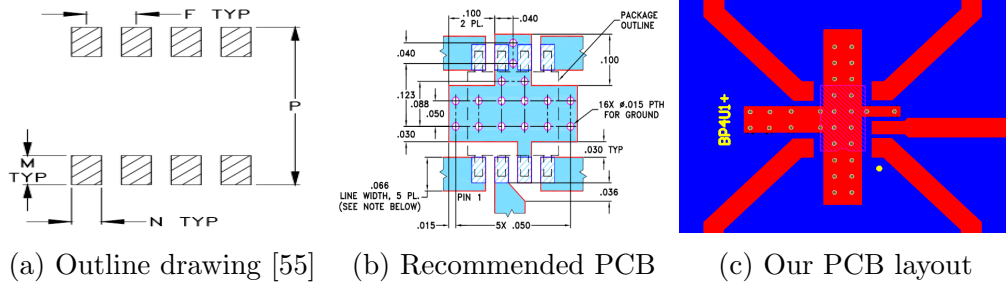 F TYP
P
M
TYP
N TYP
.100
2 PL.
.040
PACKAGE
OUTLINE
.040
.100
.123
.088
.050
16X ø.015 PTH
FOR GROUND
.030
.030 TYP
.066
LINE WIDTH, 5 PL.
(SEE NOTE BELOW)
PIN 1
.036
.015
5X .050
BP4U1+
(a) Outline drawing [55]
(b) Recommended PCB
(c) Our PCB layout